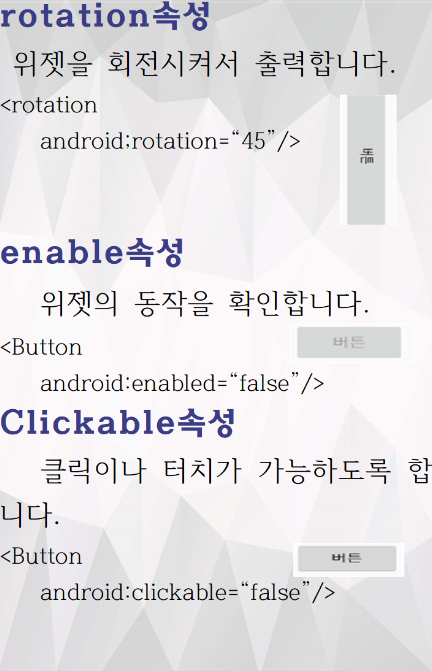 rotation속성
위젯을 회전시켜서 출력합니다.
<rotation
android;rotation=“45”/>
버튼
enable속성
위젯의 동작을 확인합니다.
<Button
버튼
android:enabled=“false”/>
Clickable속성
클릭이나 터치가 가능하도록 합
니다.
<Button
버튼
android:clickable=“false”/>